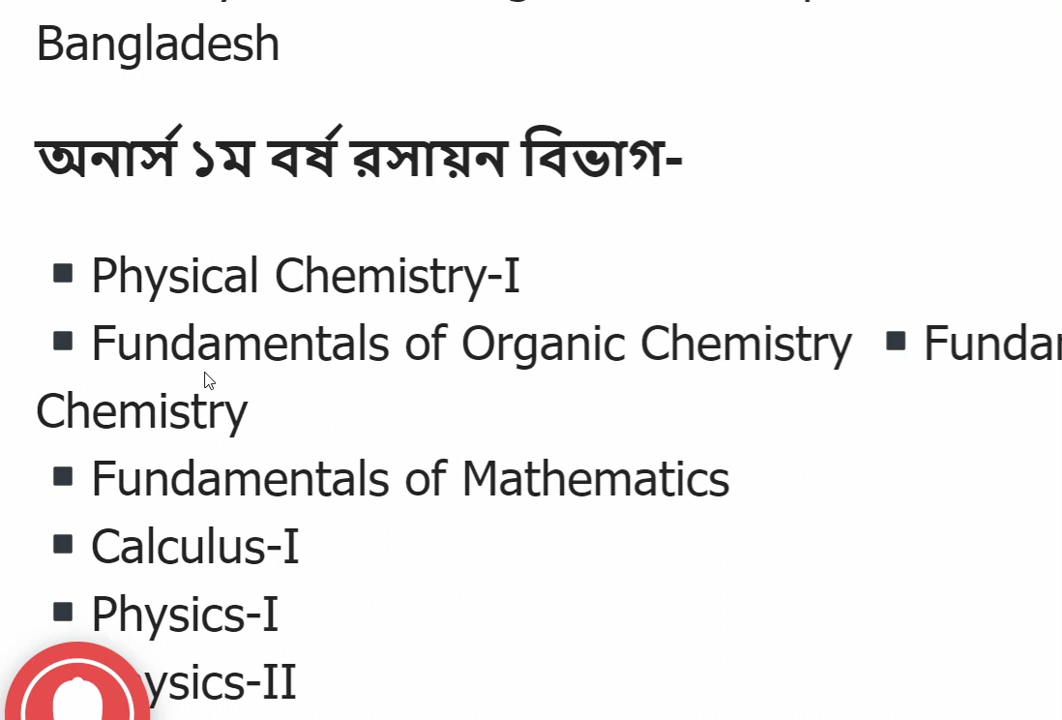 Bangladesh
অনার্স ১ম বর্ষ রসায়ন বিভাগ-
▪ Physical Chemistry-I
▪ Fundamentals of Organic Chemistry ▪
Chemistry
▪ Fundamentals of Mathematics
▪ Calculus-I
▪ Physics-I